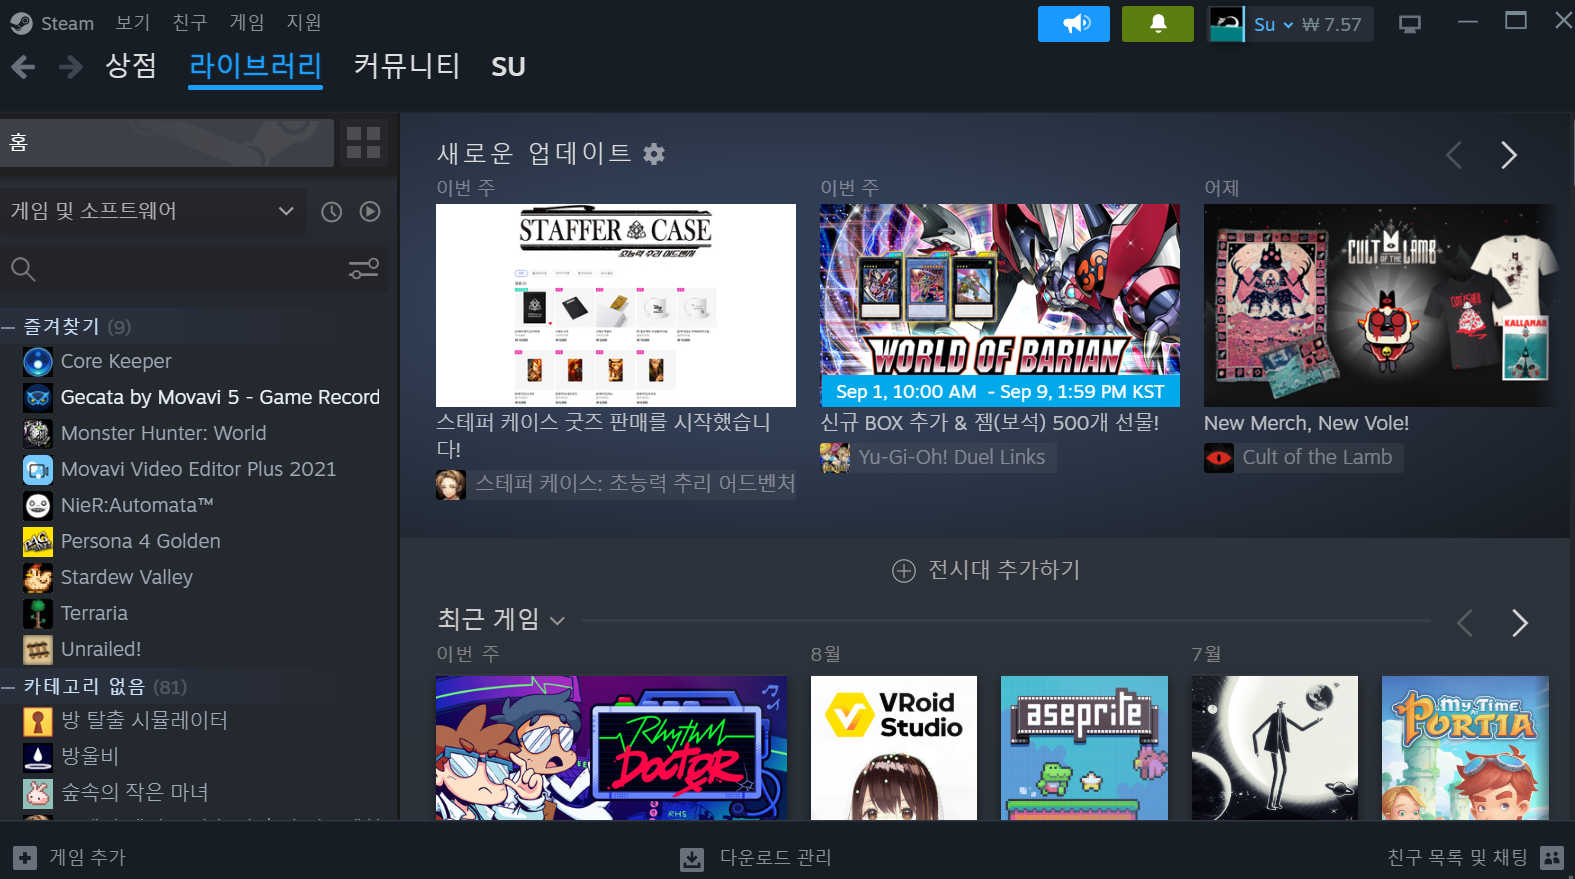 Steam 보기 친구 게임 지원
Su ₩ 7.57
상점 라이브러리 커뮤니티 SU
홈
게임 및 소프트웨어
즐겨찾기 (9)
Core Keeper
Gecata by Movavi 5 - Game Record
Monster Hunter: World
Movavi Video Editor Plus 2021
NieR:Automata™
Persona 4 Golden
Stardew Valley
Terraria
Unrailed!
카테고리 없음 (81)
방 탈출 시뮬레이터
방울비
숲속의 작은 마녀
새로운 업데이트
이번 주
STAFFER CASE
초능력 추리 어드벤처
스테퍼 케이스 굿즈 판매를 시작했습니
다!
스테퍼 케이스: 초능력 추리 어드벤처
이번 주
WORLD OF BARIAN
Sep 1, 10:00 AM - Sep 9, 1:59 PM KST
신규 BOX 추가 & 젬(보석) 500개 선물!
Yu-Gi-Oh! Duel Links
어제
CULT OF THE LAMB
KALLAMAR
New Merch, New Vole!
Cult of the Lamb
전시대 추가하기
최근 게임
이번 주
8월
7월
RHYTHM
DOCTOR
RHS
VRoid
Studio
aseprite
My Time
AT
PORTIA
게임 추가
다운로드 관리
친구 목록 및 채팅